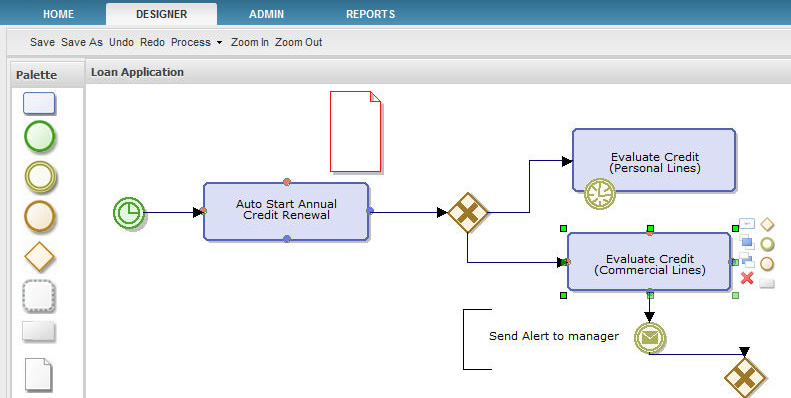 HOME DESIGNER ADMIN REPORTS
Save Save As Undo Redo Process Zoom In Zoom Out
Palette
Loan Application
Auto Start Annual
Credit Renewal
Evaluate Credit
(Personal Lines)
Evaluate Credit
(Commercial Lines)
Send Alert to manager